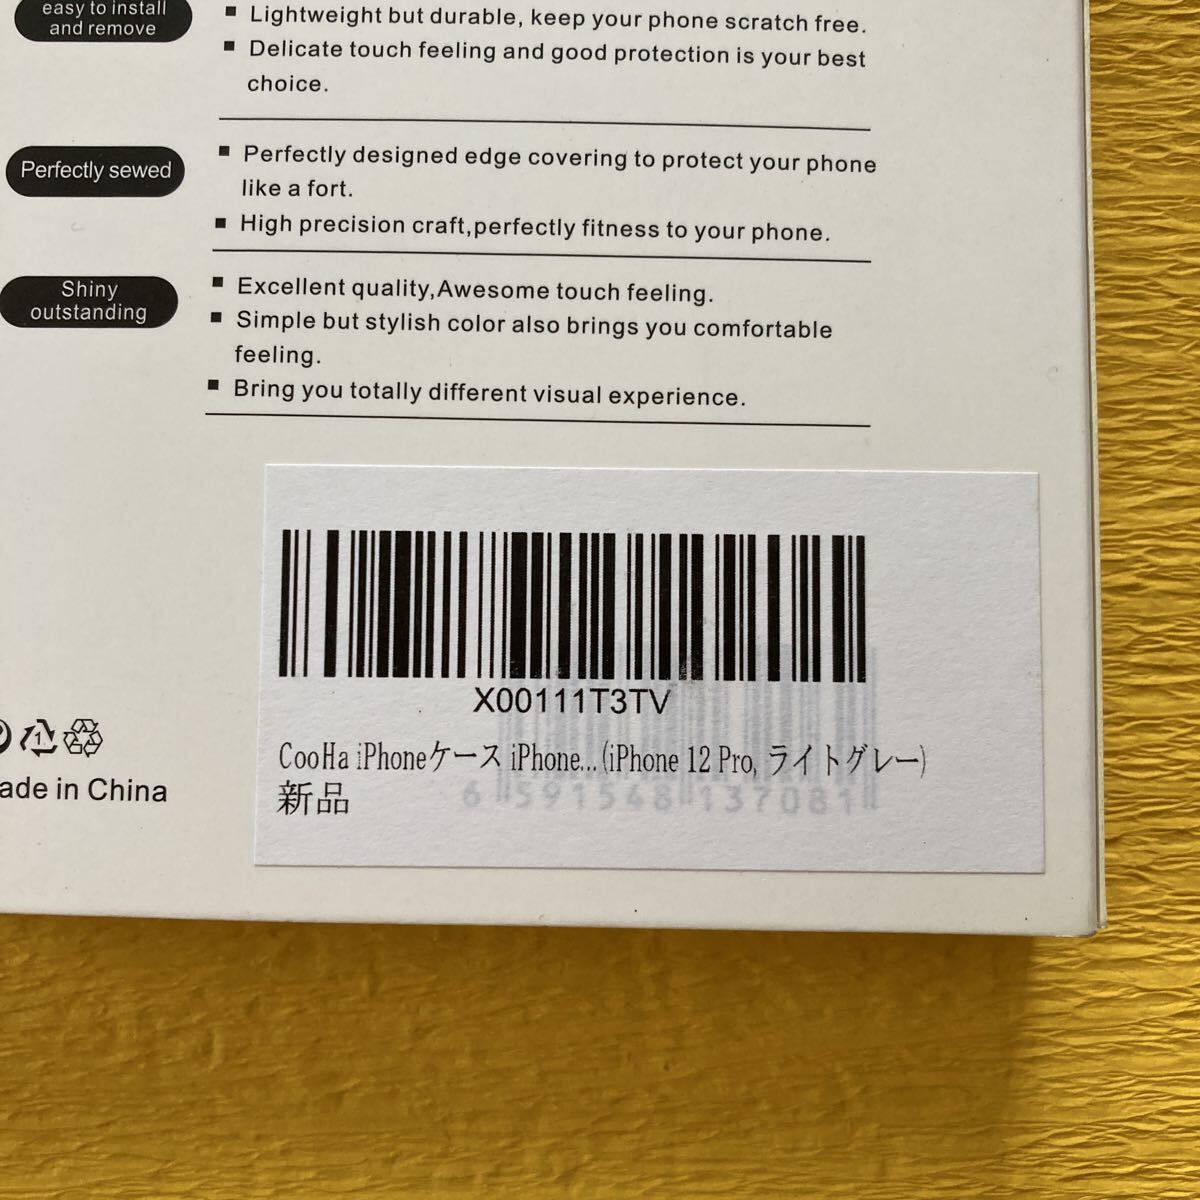 easy to install
and remove
▪ Lightweight but durable, keep your phone scratch free.
▪ Delicate touch feeling and good protection is your best
choice.
Perfectly sewed
▪ Perfectly designed edge covering to protect your phone
like a fort.
▪ High precision craft,perfectly fitness to your phone.
Shiny
outstanding
▪ Excellent quality,Awesome touch feeling.
▪ Simple but stylish color also brings you comfortable
feeling.
▪ Bring you totally different visual experience.
X00111T3TV
CooHa iPhoneケース iPhone... (iPhone 12 Pro, ライトグレー)
新品
6 591548 137081
ade in China